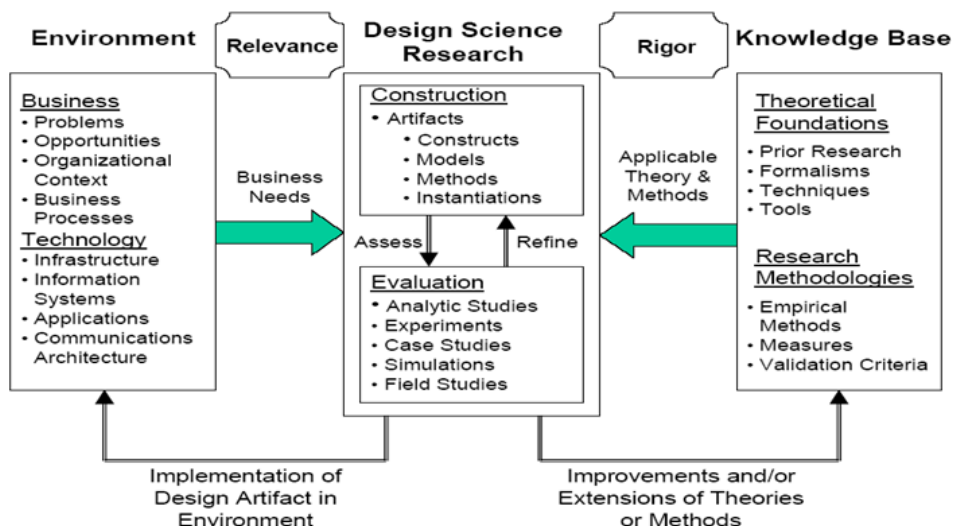 Environment
Relevance
Design Science
Research
Rigor
Knowledge Base
Business
• Problems
• Opportunities
• Organizational
Context
• Business
Processes
Technology
• Infrastructure
• Information
Systems
• Applications
• Communications
Architecture
Business
Needs
Construction
• Artifacts
• Constructs
• Models
• Methods
• Instantiations
Assess
Refine
Evaluation
• Analytic Studies
• Experiments
• Case Studies
• Simulations
• Field Studies
Applicable
Theory &
Methods
Theoretical
Foundations
• Prior Research
• Formalisms
• Techniques
• Tools
Research
Methodologies
• Empirical
Methods
• Measures
• Validation Criteria
Implementation of
Design Artifact in
Environment
Improvements and/or
Extensions of Theories
or Methods